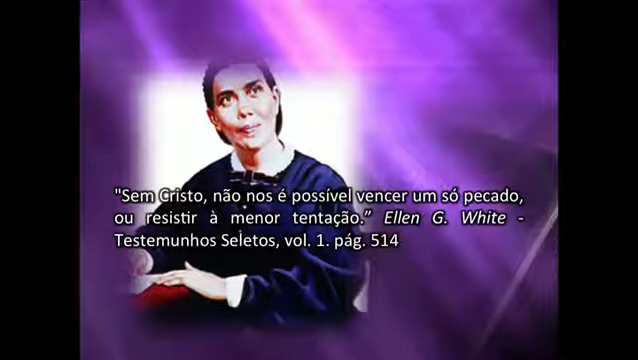 "Sem Cristo, não nos é possível vencer um só pecado,
ou resistir à menor tentação.” Ellen G. White -
Testemunhos Seletos, vol. 1. pág. 514